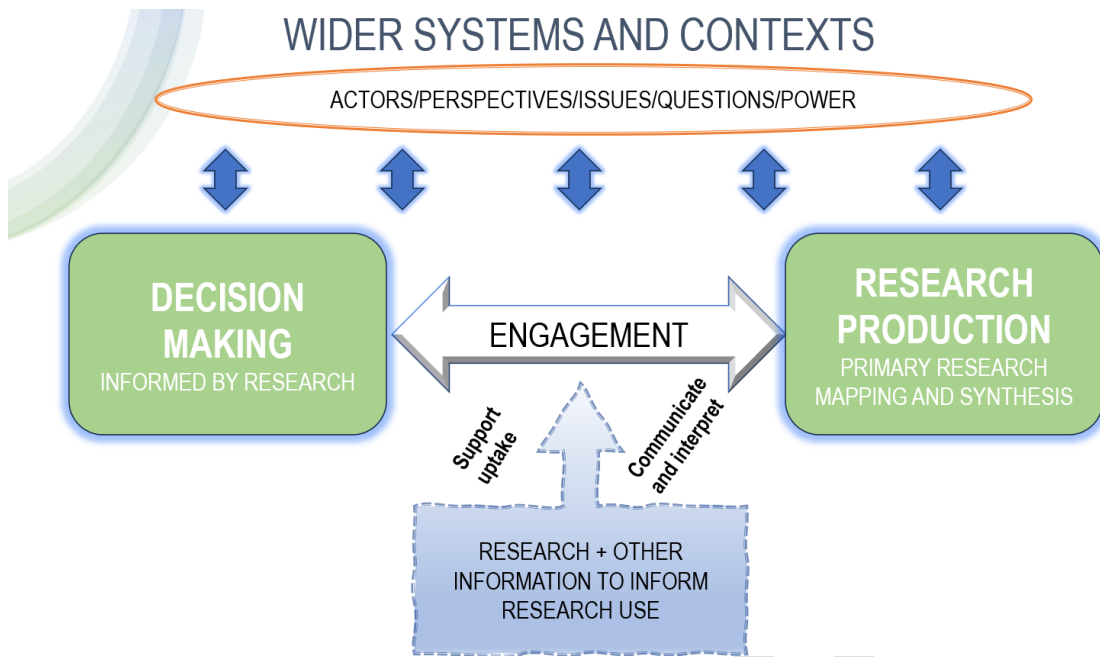 WIDER SYSTEMS AND CONTEXTS
ACTORS/PERSPECTIVES/ISSUES/QUESTIONS/POWER
DECISION
MAKING
INFORMED BY RESEARCH
ENGAGEMENT
RESEARCH
PRODUCTION
PRIMARY RESEARCH
MAPPING AND SYNTHESIS
Support
uptake
Communicate
and interpret
RESEARCH + OTHER
INFORMATION TO INFORM
RESEARCH USE